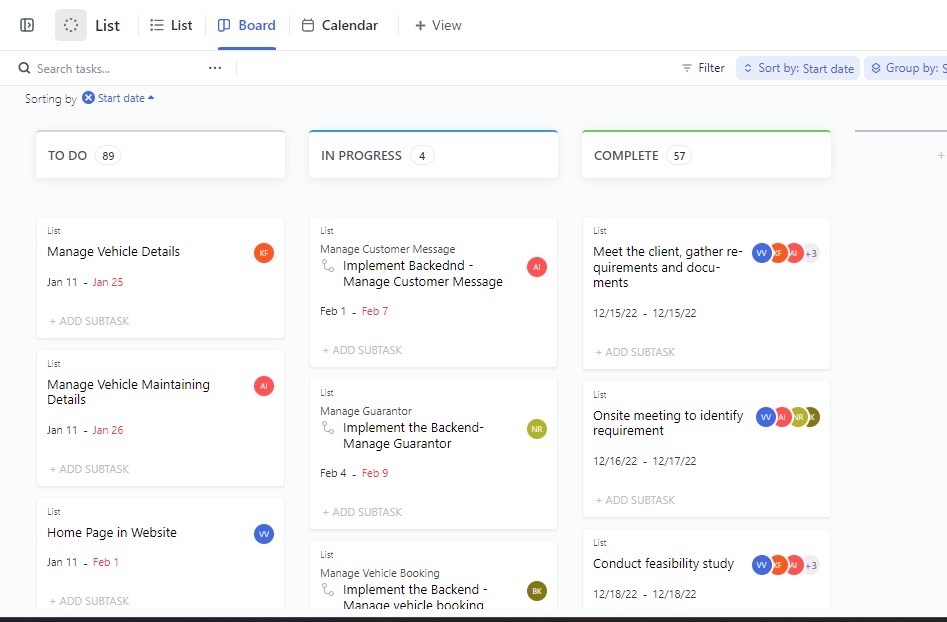 List List Board Calendar + View
Search tasks... ... Filter Sort by: Start date Group by: S
Sorting by Start date
TO DO 89
IN PROGRESS 4
COMPLETE 57
+
List
Manage Vehicle Details
KF
Jan 11 - Jan 25
+ ADD SUBTASK
List
Manage Vehicle Maintaining
Details
AI
Jan 11 - Jan 26
+ ADD SUBTASK
List
Home Page in Website
VV
Jan 11 - Feb 1
+ ADD SUBTASK
List
Manage Customer Message
Implement Backednd -
Manage Customer Message
AI
Feb 1 - Feb 7
+ ADD SUBTASK
List
Manage Guarantor
Implement the Backend-
Manage Guarantor
NR
Feb 4 - Feb 9
+ ADD SUBTASK
List
Manage Vehicle Booking
Implement the Backend -
Manage vehicle booking
BK
List
Meet the client, gather re-
quirements and docu-
ments
VV KF AI +3
12/15/22 - 12/15/22
+ ADD SUBTASK
List
Onsite meeting to identify
requirement
VV AI NR K
12/16/22 - 12/17/22
+ ADD SUBTASK
List
Conduct feasibility study
VV KF AI +3
12/18/22 - 12/18/22